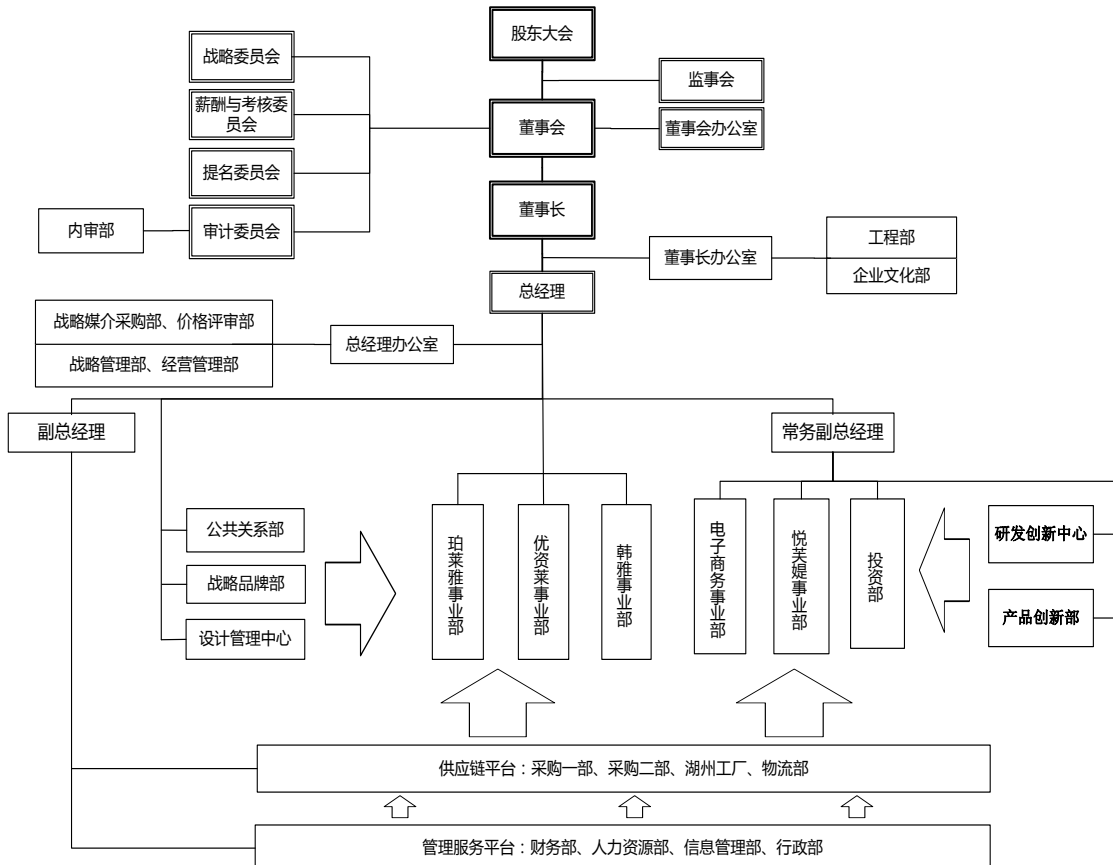 股东大会
战略委员会
监事会
薪酬与考核委
员会
董事会
董事会办公室
提名委员会
董事长
内审部
审计委员会
工程部
董事长办公室
企业文化部
总经理
战略媒介采购部、价格评审部
总经理办公室
战略管理部、经营管理部
副总经理
常务副总经理
公共关系部
战略品牌部
设计管理中心
珀莱雅事业部
优资莱事业部
韩雅事业部
电子商务事业部
悦芙媞事业部
投资部
研发创新中心
产品创新部
供应链平台：采购一部、采购二部、湖州工厂、物流部
管理服务平台：财务部、人力资源部、信息管理部、行政部